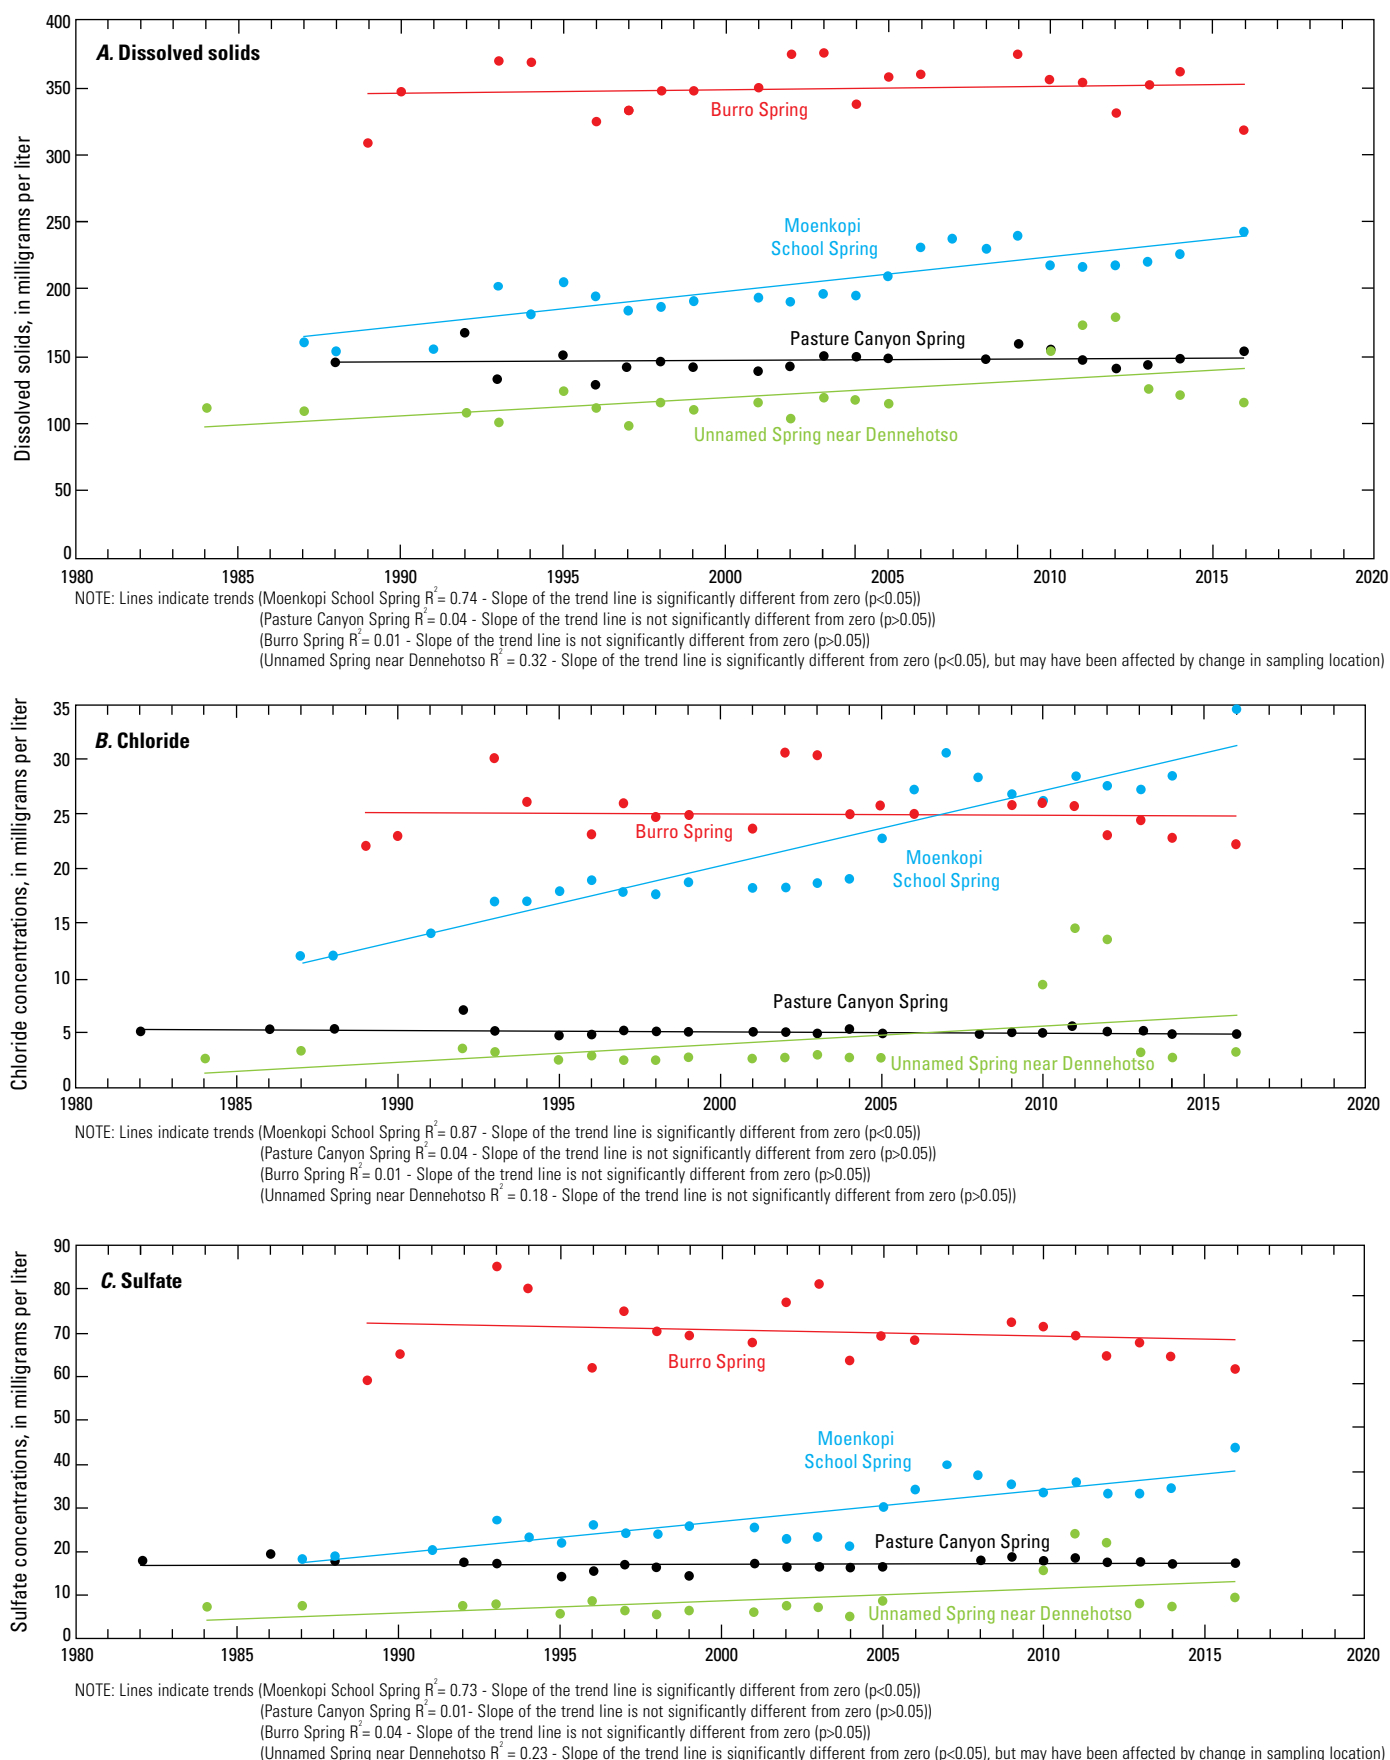 A. Dissolved solids
Dissolved solids, in milligrams per liter
400
350
300
250
200
150
100
50
0
Burro Spring
Moenkopi
School Spring
Pasture Canyon Spring
Unnamed Spring near Dennehotso
1980 1985 1990 1995 2000 2005 2010 2015 2020
NOTE: Lines indicate trends (Moenkopi School Spring R²= 0.74 - Slope of the trend line is significantly different from zero (p<0.05))
(Pasture Canyon Spring R²= 0.04 - Slope of the trend line is not significantly different from zero (p>0.05))
(Burro Spring R²= 0.01 - Slope of the trend line is not significantly different from zero (p>0.05))
(Unnamed Spring near Dennehotso R² = 0.32 - Slope of the trend line is significantly different from zero (p<0.05), but may have been affected by change in sampling location)
B. Chloride
Chloride concentrations, in milligrams per liter
35
30
25
20
15
10
5
0
Burro Spring
Moenkopi
School Spring
Pasture Canyon Spring
Unnamed Spring near Dennehotso
1980 1985 1990 1995 2000 2005 2010 2015 2020
NOTE: Lines indicate trends (Moenkopi School Spring R²= 0.87 - Slope of the trend line is significantly different from zero (p<0.05))
(Pasture Canyon Spring R²= 0.04 - Slope of the trend line is not significantly different from zero (p>0.05))
(Burro Spring R²= 0.01 - Slope of the trend line is not significantly different from zero (p>0.05))
(Unnamed Spring near Dennehotso R² = 0.18 - Slope of the trend line is not significantly different from zero (p>0.05))
C. Sulfate
Sulfate concentrations, in milligrams per liter
90
80
70
60
50
40
30
20
10
0
Burro Spring
Moenkopi
School Spring
Pasture Canyon Spring
Unnamed Spring near Dennehotso
1980 1985 1990 1995 2000 2005 2010 2015 2020
NOTE: Lines indicate trends (Moenkopi School Spring R²= 0.73 - Slope of the trend line is significantly different from zero (p<0.05))
(Pasture Canyon Spring R²= 0.01- Slope of the trend line is not significantly different from zero (p>0.05))
(Burro Spring R²= 0.04 - Slope of the trend line is not significantly different from zero (p>0.05))
(Unnamed Spring near Dennehotso R² = 0.23 - Slope of the trend line is significantly different from zero (p<0.05), but may have been affected by change in sampling location)